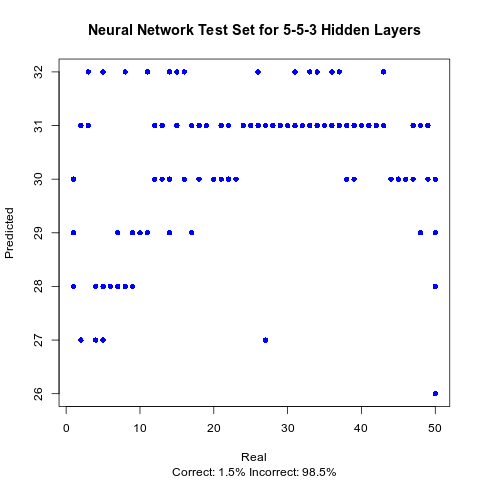 Neural Network Test Set for 5-5-3 Hidden Layers
32
31
30
29
28
27
26
Predicted
0 10 20 30 40 50
Real
Correct: 1.5% Incorrect: 98.5%